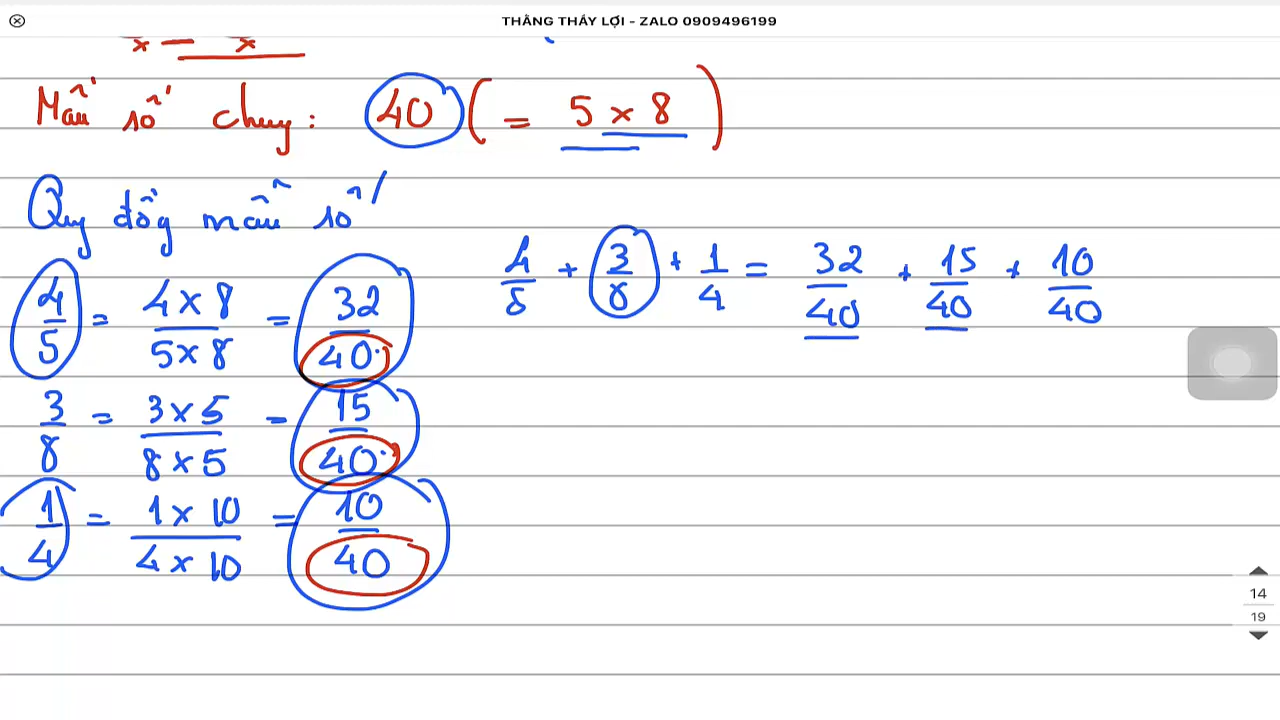 THẦNG THẦY LỢI - ZALO 0909496199
Mẫu số chung: 40 ( = 5 x 8 )
Quy đồng mẫu số
4/5 = 4 x 8 / 5 x 8 = 32/40
3/8 = 3 x 5 / 8 x 5 = 15/40
1/4 = 1 x 10 / 4 x 10 = 10/40
4/5 + 3/8 + 1/4 = 32/40 + 15/40 + 10/40
14
19